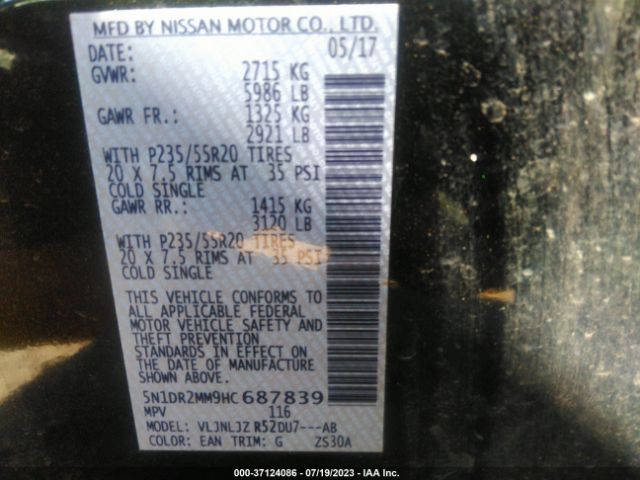 MFD BY NISSAN MOTOR CO., LTD.
DATE: 05/17
GVWR: 2715 KG
5986 LB
GAWR FR.: 1325 KG
2921 LB
WITH P235/55R20 TIRES
20 X 7.5 RIMS AT 35 PSI
COLD SINGLE
GAWR RR.: 1415 KG
3120 LB
WITH P235/55R20 TIRES
20 X 7.5 RIMS AT 35 PSI
COLD SINGLE
THIS VEHICLE CONFORMS TO
ALL APPLICABLE FEDERAL
MOTOR VEHICLE SAFETY AND
THEFT PREVENTION
STANDARDS IN EFFECT ON
THE DATE OF MANUFACTURE
SHOWN ABOVE.
5N1DR2MM9HC687839
MPV 116
MODEL: VLJNLJZ R52DU7---AB
COLOR: EAN TRIM: G ZS30A
000-37124086 - 07/19/2023 - IAA Inc.